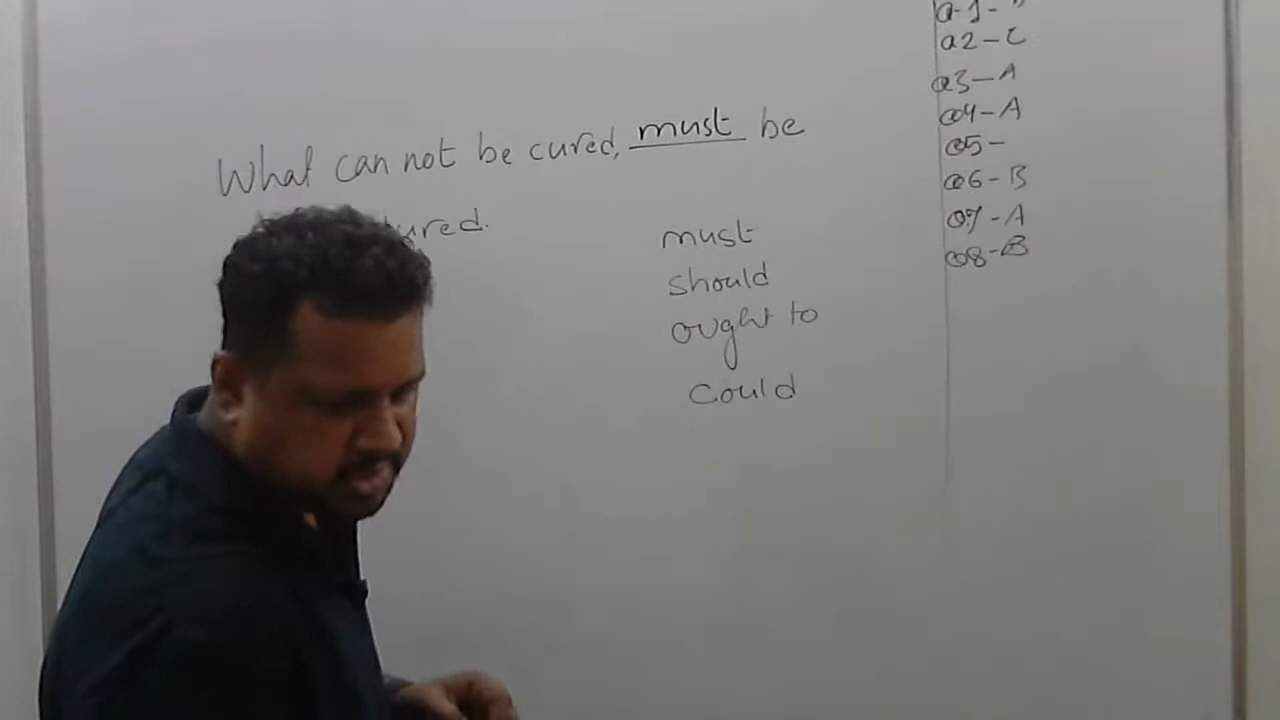 What can not be cured, must be
ured.
must
should
ought to
could
Q2-C
Q3-A
Q4-A
Q5-
Q6-B
Q7-A
Q8-B